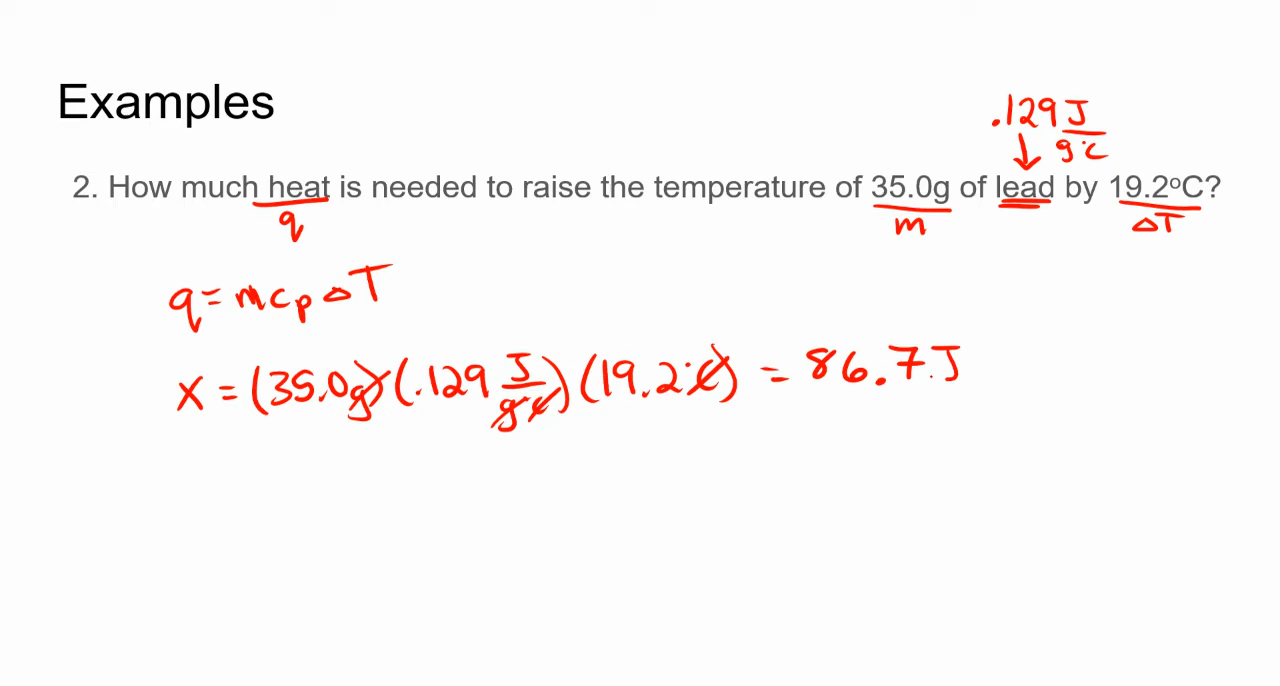 Examples
.129 J/g°C
2. How much heat is needed to raise the temperature of 35.0g of lead by 19.2°C?
q m ΔT
q = mcpΔT
x = (35.0g)(.129 J/g°C)(19.2°C) = 86.7J